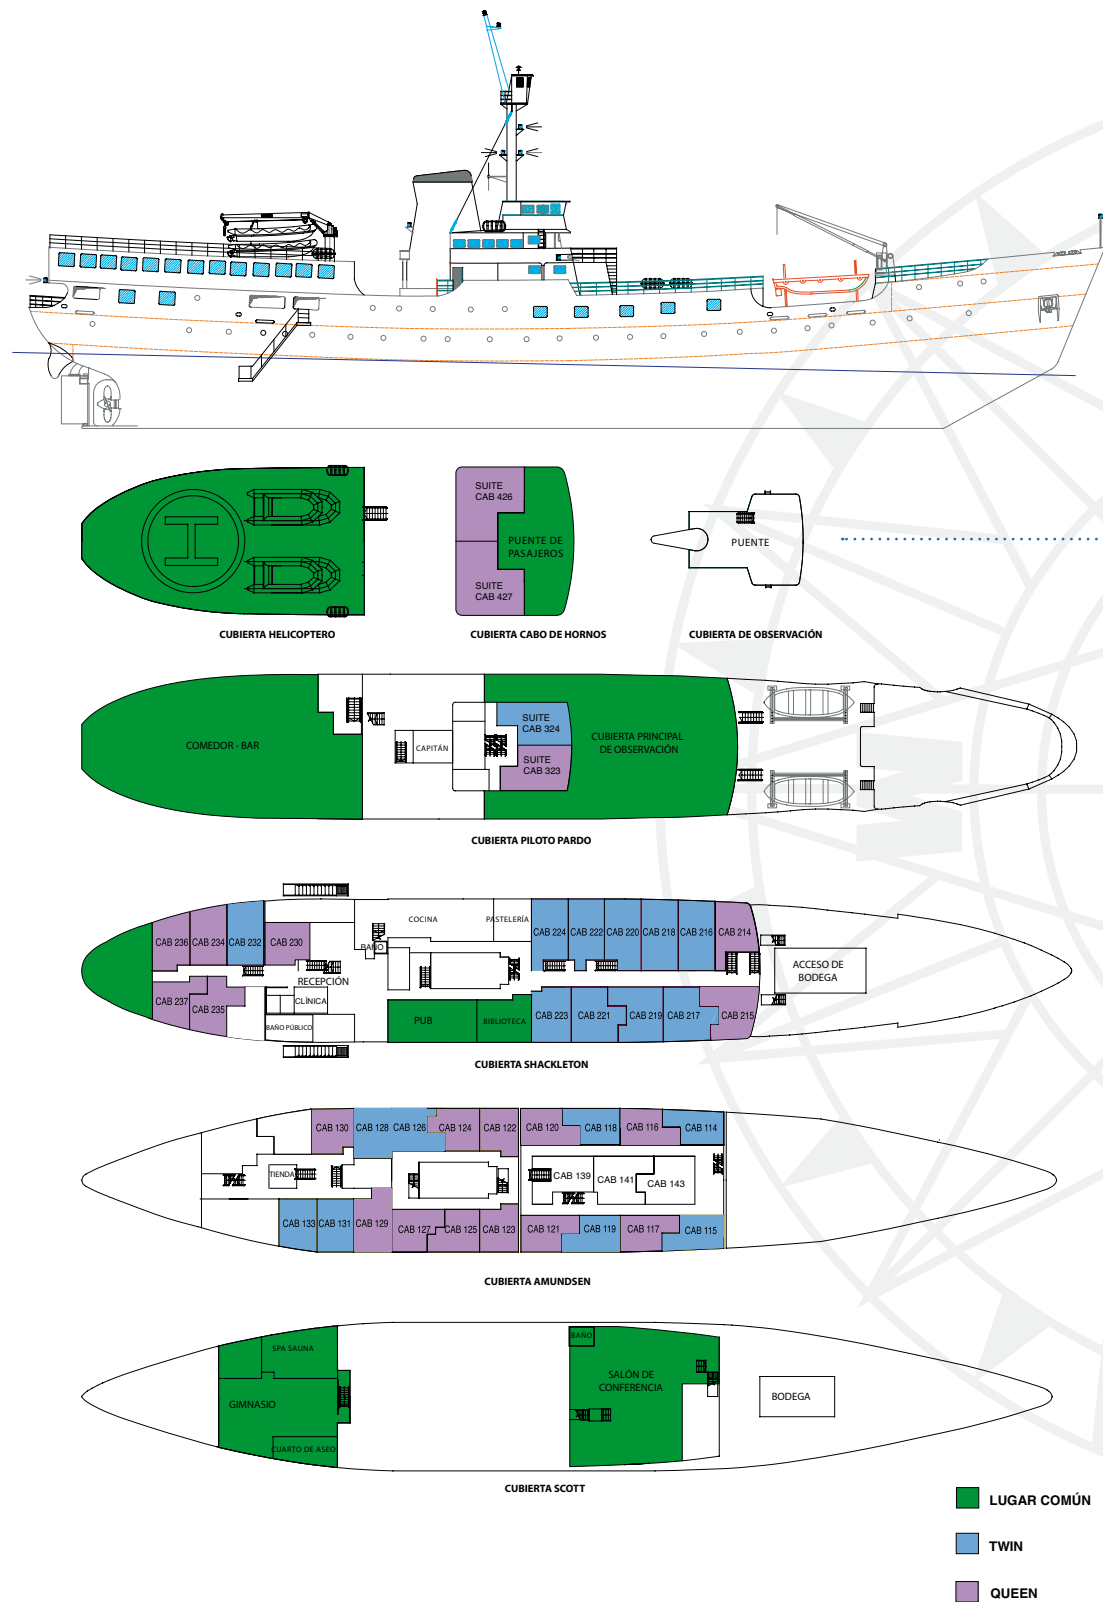 SUITE
CAB 426
PUENTE DE
PASAJEROS
SUITE
CAB 427
PUENTE
CUBIERTA HELICOPTERO
CUBIERTA CABO DE HORNOS
CUBIERTA DE OBSERVACIÓN
COMEDOR - BAR
CAPITÁN
SUITE
CAB 324
SUITE
CAB 323
CUBIERTA PRINCIPAL
DE OBSERVACIÓN
CUBIERTA PILOTO PARDO
CAB 236
CAB 234
CAB 232
CAB 230
COCINA
PASTELERÍA
BAÑO
CAB 224
CAB 222
CAB 220
CAB 218
CAB 216
CAB 214
RECEPCIÓN
ACCESO DE
BODEGA
CAB 237
CAB 235
CLÍNICA
BAÑO PÚBLICO
PUB
BIBLIOTECA
CAB 223
CAB 221
CAB 219
CAB 217
CAB 215
CUBIERTA SHACKLETON
CAB 130
CAB 128
CAB 126
CAB 124
CAB 122
CAB 120
CAB 118
CAB 116
CAB 114
TIENDA
CAB 139
CAB 141
CAB 143
CAB 133
CAB 131
CAB 129
CAB 127
CAB 125
CAB 123
CAB 121
CAB 119
CAB 117
CAB 115
CUBIERTA AMUNDSEN
SPA SAUNA
GIMNASIO
CUARTO DE ASEO
BAÑO
SALÓN DE
CONFERENCIA
BODEGA
CUBIERTA SCOTT
LUGAR COMÚN
TWIN
QUEEN